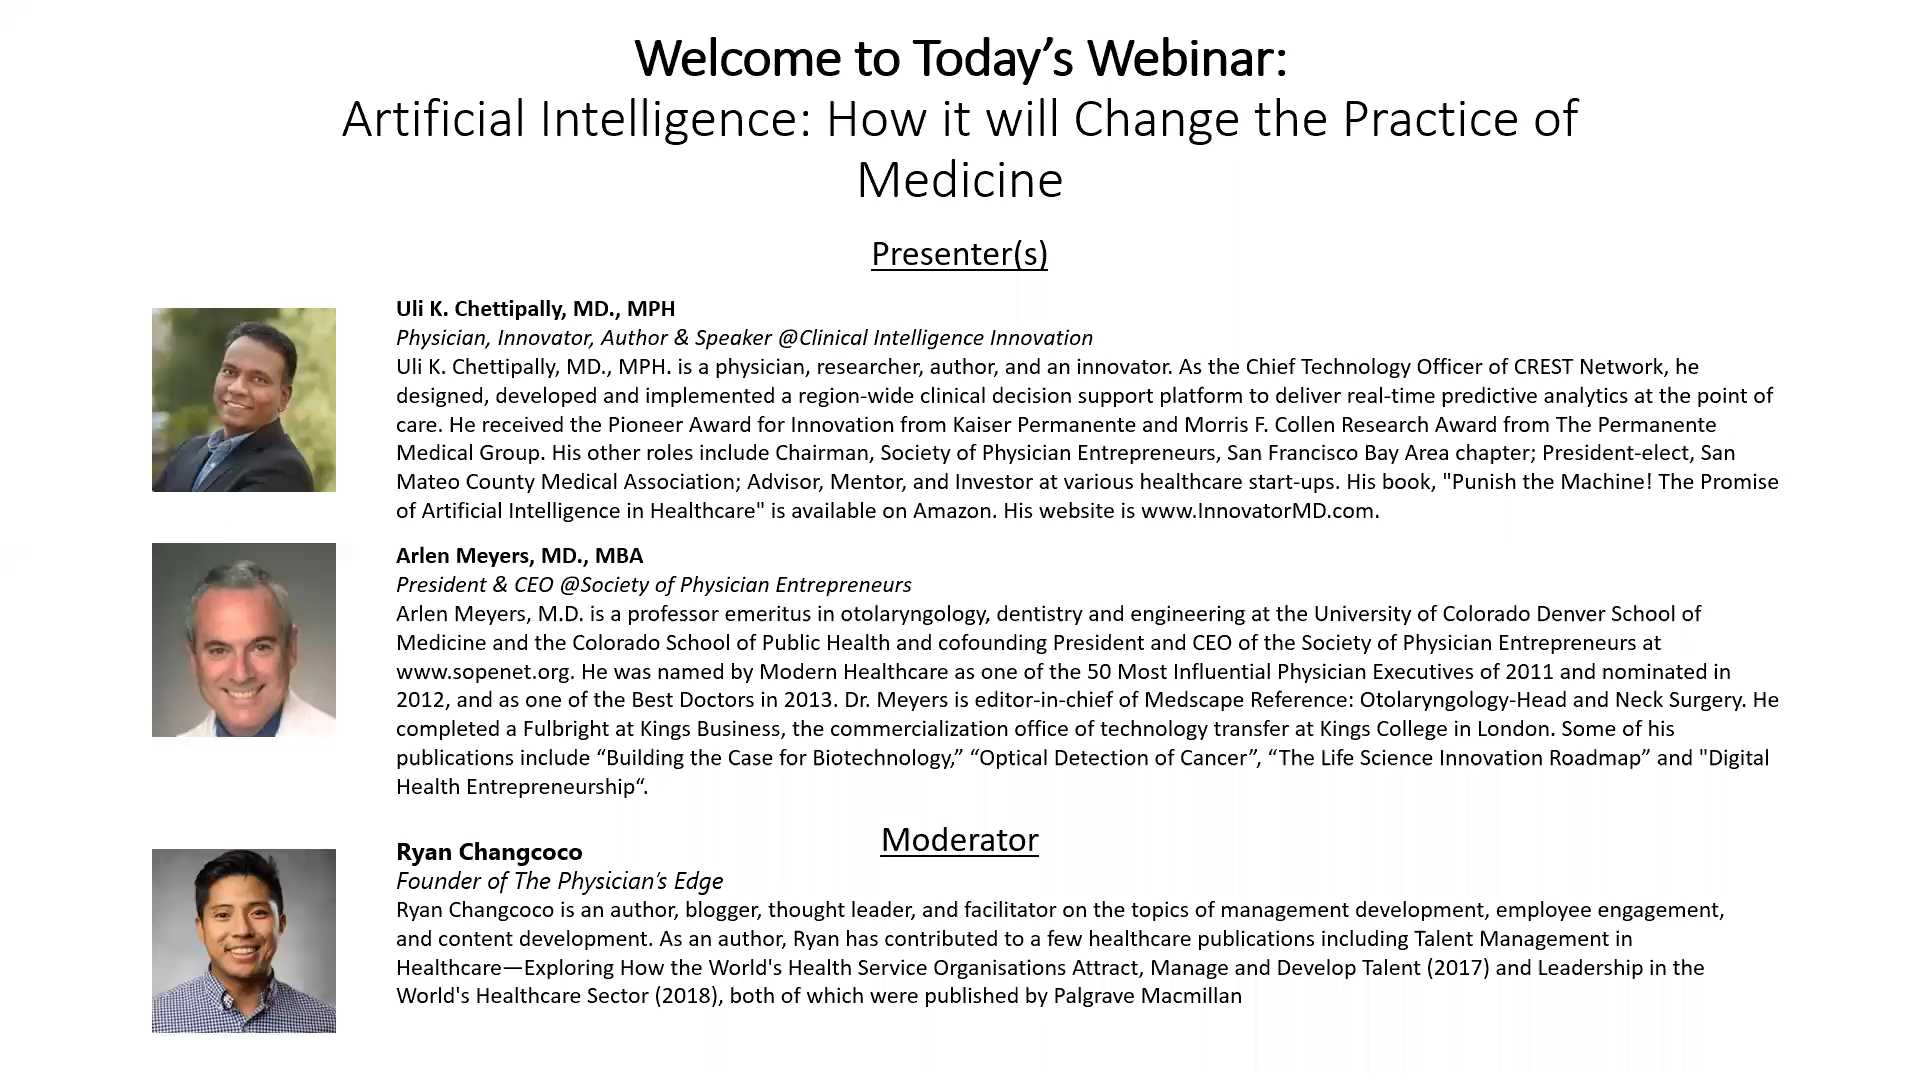 Welcome to Today’s Webinar:
Artificial Intelligence: How it will Change the Practice of
Medicine
Presenter(s)
Uli K. Chettipally, MD., MPH
Physician, Innovator, Author & Speaker @Clinical Intelligence Innovation
Uli K. Chettipally, MD., MPH. is a physician, researcher, author, and an innovator. As the Chief Technology Officer of CREST Network, he
designed, developed and implemented a region-wide clinical decision support platform to deliver real-time predictive analytics at the point of
care. He received the Pioneer Award for Innovation from Kaiser Permanente and Morris F. Collen Research Award from The Permanente
Medical Group. His other roles include Chairman, Society of Physician Entrepreneurs, San Francisco Bay Area chapter; President-elect, San
Mateo County Medical Association; Advisor, Mentor, and Investor at various healthcare start-ups. His book, "Punish the Machine! The Promise
of Artificial Intelligence in Healthcare" is available on Amazon. His website is www.InnovatorMD.com.
Arlen Meyers, MD., MBA
President & CEO @Society of Physician Entrepreneurs
Arlen Meyers, M.D. is a professor emeritus in otolaryngology, dentistry and engineering at the University of Colorado Denver School of
Medicine and the Colorado School of Public Health and cofounding President and CEO of the Society of Physician Entrepreneurs at
www.sopenet.org. He was named by Modern Healthcare as one of the 50 Most Influential Physician Executives of 2011 and nominated in
2012, and as one of the Best Doctors in 2013. Dr. Meyers is editor-in-chief of Medscape Reference: Otolaryngology-Head and Neck Surgery. He
completed a Fulbright at Kings Business, the commercialization office of technology transfer at Kings College in London. Some of his
publications include “Building the Case for Biotechnology,” “Optical Detection of Cancer”, “The Life Science Innovation Roadmap” and "Digital
Health Entrepreneurship“.
Moderator
Ryan Changcoco
Founder of The Physician’s Edge
Ryan Changcoco is an author, blogger, thought leader, and facilitator on the topics of management development, employee engagement,
and content development. As an author, Ryan has contributed to a few healthcare publications including Talent Management in
Healthcare—Exploring How the World's Health Service Organisations Attract, Manage and Develop Talent (2017) and Leadership in the
World's Healthcare Sector (2018), both of which were published by Palgrave Macmillan